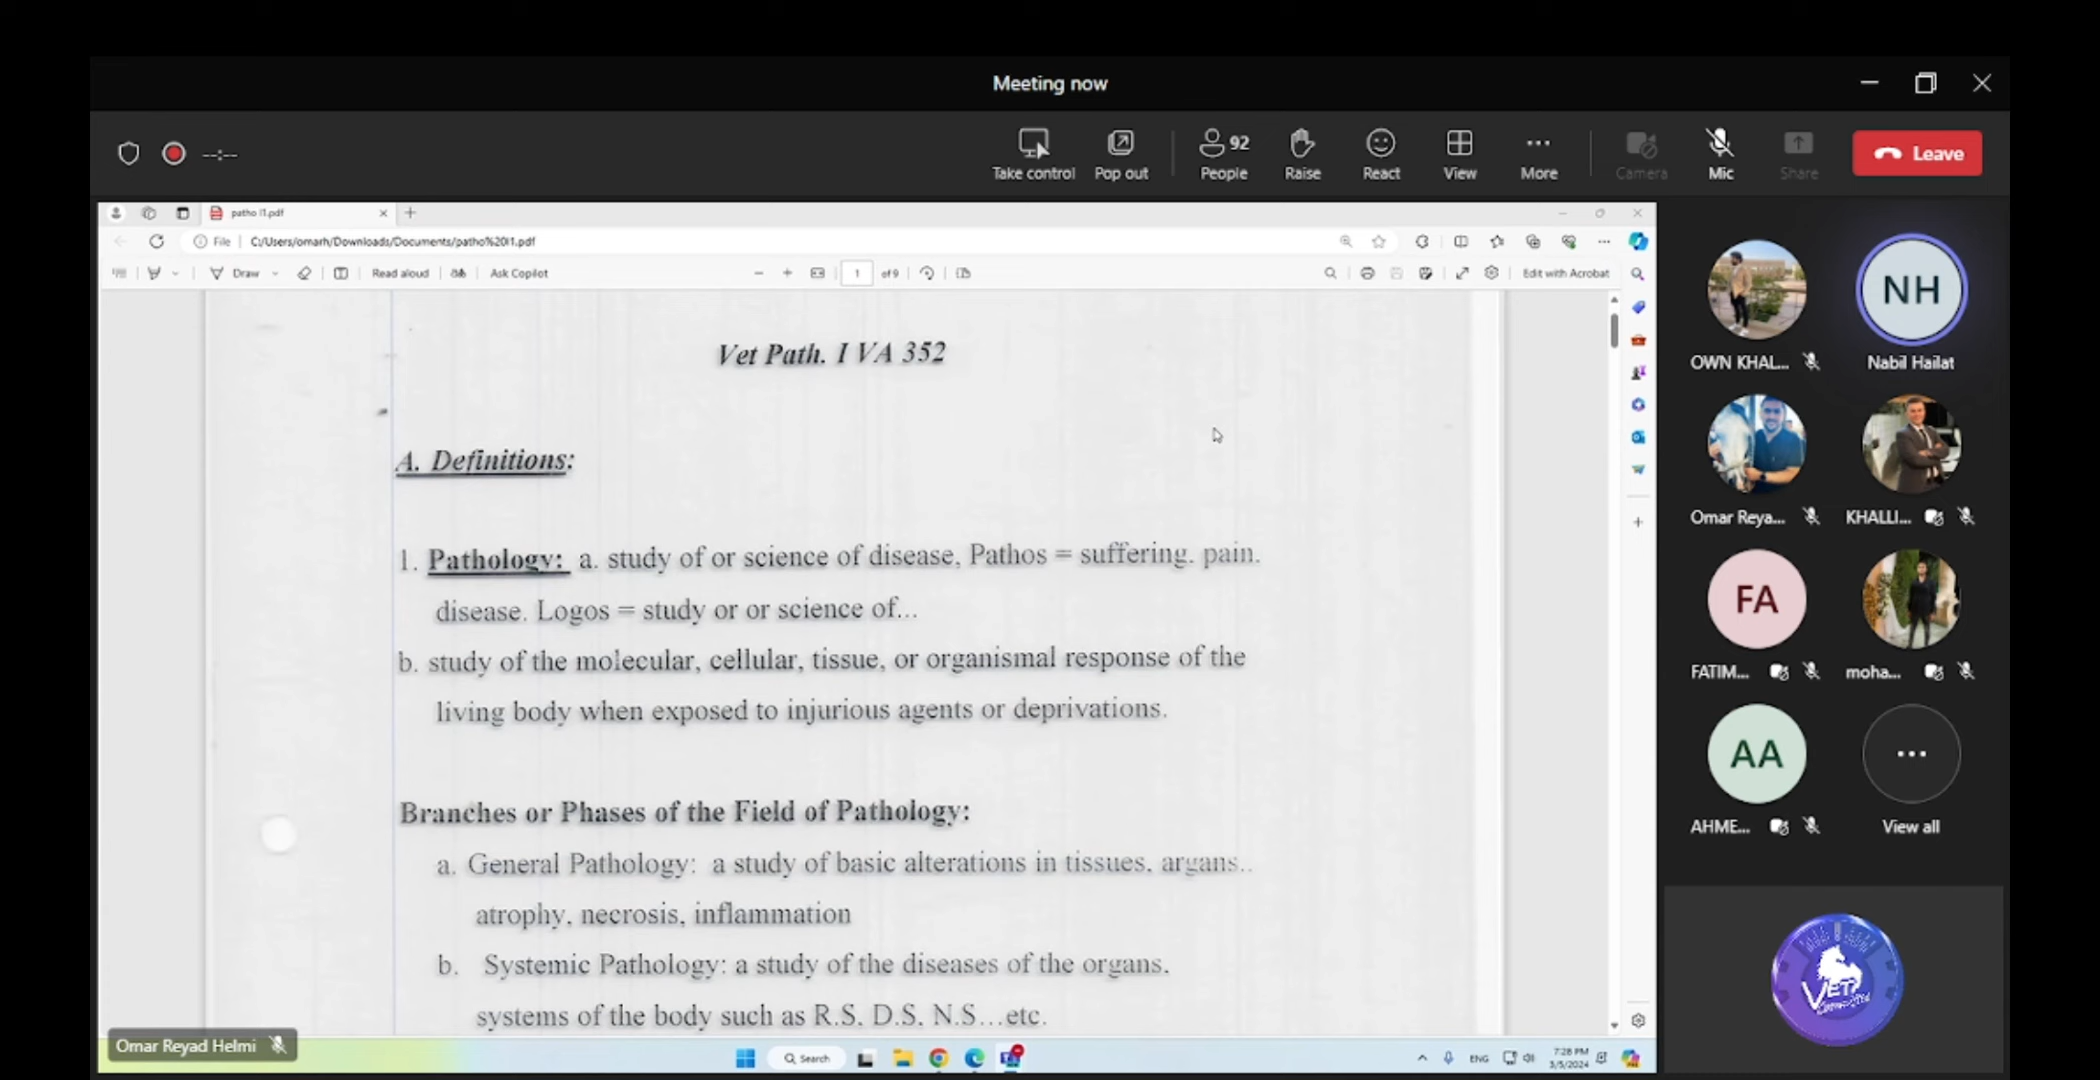 Meeting now
--:--
Take control
Pop out
92
People
Raise
React
View
More
Camera
Mic
Share
Leave
patho l1.pdf
File
C:/Users/omarh/Downloads/Documents/patho%20l1.pdf
Draw
Read aloud
Ask Copilot
1 of 9
Edit with Acrobat
Vet Path. I VA 352
A. Definitions:
1. Pathology: a. study of or science of disease, Pathos = suffering. pain.
disease. Logos = study or or science of...
b. study of the molecular, cellular, tissue, or organismal response of the
living body when exposed to injurious agents or deprivations.
Branches or Phases of the Field of Pathology:
a. General Pathology: a study of basic alterations in tissues, argans..
atrophy, necrosis, inflammation
b. Systemic Pathology: a study of the diseases of the organs.
systems of the body such as R.S. D.S. N.S...etc.
Omar Reyad Helmi
Search
ENG
7:28 PM
3/5/2024
OWN KHAL...
NH
Nabil Hailat
Omar Reya...
KHALLI...
FA
FATIM...
moha...
AA
AHME...
View all
VET